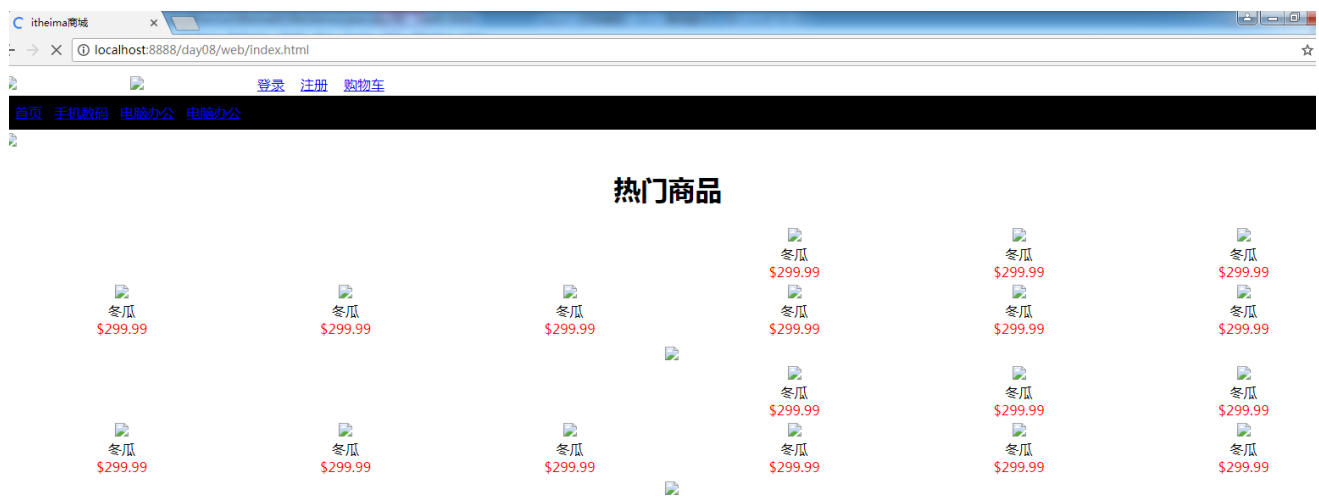 itheima商城
localhost:8888/day08/web/index.html
登录 注册 购物车
首页 手机数码 电脑办公 电脑办公
热门商品
冬瓜 冬瓜 冬瓜
$299.99 $299.99 $299.99
冬瓜 冬瓜 冬瓜 冬瓜 冬瓜 冬瓜
$299.99 $299.99 $299.99 $299.99 $299.99 $299.99
冬瓜 冬瓜 冬瓜
$299.99 $299.99 $299.99
冬瓜 冬瓜 冬瓜 冬瓜 冬瓜 冬瓜
$299.99 $299.99 $299.99 $299.99 $299.99 $299.99